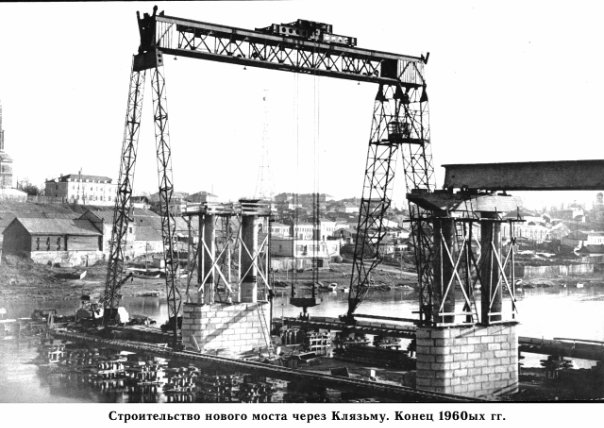 Строительство нового моста через Клязьму. Конец 1960ых гг.